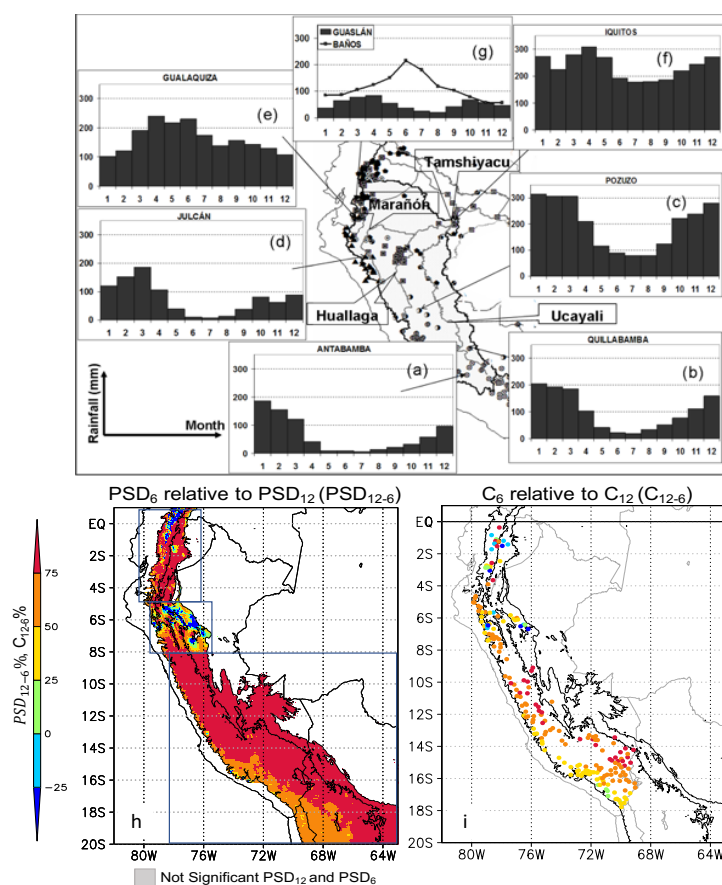 GUASLÁN
BAÑOS
(g)
300
200
100
0
1 2 3 4 5 6 7 8 9 10 11 12
IQUITOS
(f)
300
200
100
0
1 2 3 4 5 6 7 8 9 10 11 12
GUALAQUIZA
(e)
300
200
100
0
1 2 3 4 5 6 7 8 9 10 11 12
Tamshiyacu
Marañón
POZUZO
(c)
300
200
100
0
1 2 3 4 5 6 7 8 9 10 11 12
JULCÁN
(d)
300
200
100
0
1 2 3 4 5 6 7 8 9 10 11 12
Huallaga
Ucayali
ANTABAMBA
(a)
300
200
100
0
1 2 3 4 5 6 7 8 9 10 11 12
QUILLABAMBA
(b)
300
200
100
0
1 2 3 4 5 6 7 8 9 10 11 12
Rainfall (mm)
Month
PSD6 relative to PSD12 (PSD12-6)
C6 relative to C12 (C12-6)
PSD12−6 %, C12-6%
75
50
25
0
−25
EQ
2S
4S
6S
8S
10S
12S
14S
16S
18S
20S
80W 76W 72W 68W 64W
h
EQ
2S
4S
6S
8S
10S
12S
14S
16S
18S
20S
80W 76W 72W 68W 64W
i
Not Significant PSD12 and PSD6